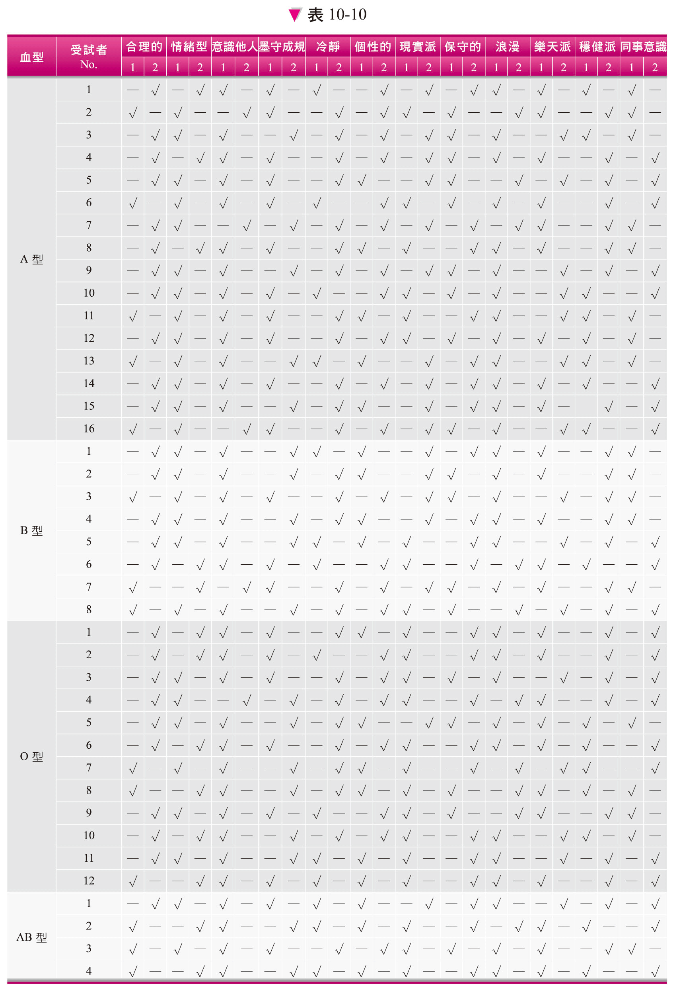 ▼ 表 10-10
血型 受試者 No. 合理的 情緒型 意識他人 墨守成規 冷靜 個性的 現實派 保守的 浪漫 樂天派 穩健派 同事意識
1 2 1 2 1 2 1 2 1 2 1 2 1 2 1 2 1 2 1 2 1 2 1 2
A 型
1 — √ — √ √ — √ — √ — — √ — √ — √ √ — √ — √ — √ —
2 √ — √ — — √ √ — — √ — √ √ — √ — — √ √ — — √ √ —
3 — √ √ — √ — — √ — √ — √ — √ √ — √ — — √ √ — √ —
4 — √ — √ √ — √ — — √ — √ — √ √ — √ — √ — — √ — √
5 — √ √ — √ — √ — — √ √ — — √ √ — — √ — √ — √ — √
6 √ — √ — √ — √ — √ — — √ √ — √ — √ — √ — — √ — √
7 — √ √ — — √ — √ — √ — √ — √ — √ — √ √ — — √ √ —
8 — √ — √ √ — √ — — √ √ — √ — — √ √ — √ — — √ √ —
9 — √ √ — √ — — √ — √ — √ — √ √ — √ — — √ — √ — √
10 — √ √ — √ — √ — √ — — √ √ — √ — √ — — √ √ — — √
11 √ — √ — √ — √ — — √ √ — √ — — √ √ — — √ √ — √ —
12 — √ √ — √ — √ — — √ — √ √ — √ — √ — √ — √ — √ —
13 √ — √ — √ — — √ √ — √ — — √ — √ √ — — √ √ — √ —
14 — √ √ — √ — √ — — √ — √ — √ — √ √ — √ — √ — — √
15 — √ √ — √ — — √ — √ √ — — √ — √ √ — √ — √ — √
16 √ — √ — — √ √ — — √ — √ — √ √ — √ — — √ √ — — √
B 型
1 — √ √ — √ — — √ √ — √ — — √ — √ √ — √ — — √ √ —
2 — √ √ — √ — — √ — √ √ — — √ √ — √ — √ — — √ √ —
3 √ — √ — √ — √ — — √ — √ — √ √ — √ — — √ — √ √ —
4 — √ √ — √ — — √ — √ √ — — √ — √ √ — √ — — √ √ —
5 — √ √ — √ — — √ √ — √ — √ — — √ √ — — √ — √ — √
6 — √ — √ √ — √ — √ — — √ √ — — √ — √ √ — √ — — √
7 √ — — √ — √ √ — — √ — √ — √ √ — √ — √ — — √ √ —
8 √ — √ — √ — — √ — √ — √ √ — √ — — √ — √ — √ — √
O 型
1 — √ — √ √ — √ — — √ √ — √ — — √ √ — √ — — √ — √
2 — √ — √ √ — √ — √ — — √ √ — — √ √ — √ — — √ — √
3 — √ √ — √ — √ — — √ — √ √ — √ — √ — — √ — √ — √
4 — √ √ — — √ — √ — √ — √ √ — — √ — √ √ — — √ — √
5 — √ √ — √ — — √ — √ √ — — √ √ — √ — √ — √ — √ —
6 — √ — √ √ — √ — — √ — √ √ — — √ √ — √ — √ — — √
7 √ — √ — √ — — √ — √ √ — √ — — √ — √ — √ √ — — √
8 √ — — √ √ — — √ — √ √ — √ — √ — — √ √ — √ — √ —
9 — √ √ — √ — √ — √ — — √ √ — √ — — √ √ — — √ √ —
10 — √ — √ √ — — √ — √ — √ √ — — √ √ — — √ √ — √ —
11 — √ √ — √ — — √ √ — √ — √ — — √ √ — — √ — √ — √
12 √ — — √ √ — √ — √ — √ — √ — — √ √ — √ — — √ — √
AB 型
1 — √ √ — √ — √ — √ — √ — — √ — √ √ — — √ — √ — √
2 √ — — √ √ — — √ √ — √ — √ — — √ — √ √ — √ — — √
3 √ — √ — √ — √ — — √ — √ √ — √ — √ — √ — — √ √ —
4 √ — — √ √ — — √ √ — √ — √ — — √ √ — √ — √ — — √